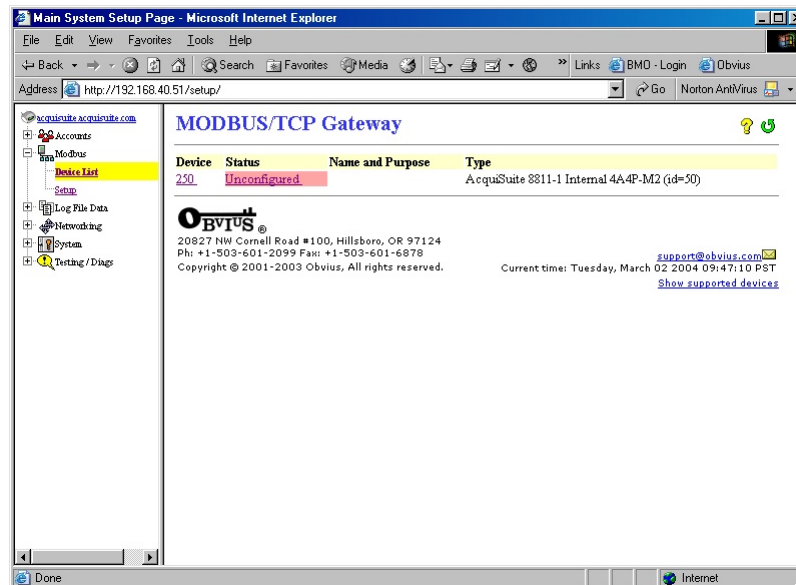 Main System Setup Page - Microsoft Internet Explorer
File Edit View Favorites Tools Help
Back Search Favorites Media » Links BMO - Login Obvius
Address http://192.168.40.51/setup/ Go Norton AntiVirus
acquisuite.acquisuite.com
Accounts
Modbus
Device List
Setup
Log File Data
Networking
System
Testing / Diags
MODBUS/TCP Gateway
Device Status Name and Purpose Type
250 Unconfigured AcquiSuite 8811-1 Internal 4A4P-M2 (id=50)
OBVIUS ®
20827 NW Cornell Road #100, Hillsboro, OR 97124
Ph: +1-503-601-2099 Fax: +1-503-601-6878
Copyright © 2001-2003 Obvius, All rights reserved.
support@obvius.com
Current time: Tuesday, March 02 2004 09:47:10 PST
Show supported devices
Done Internet